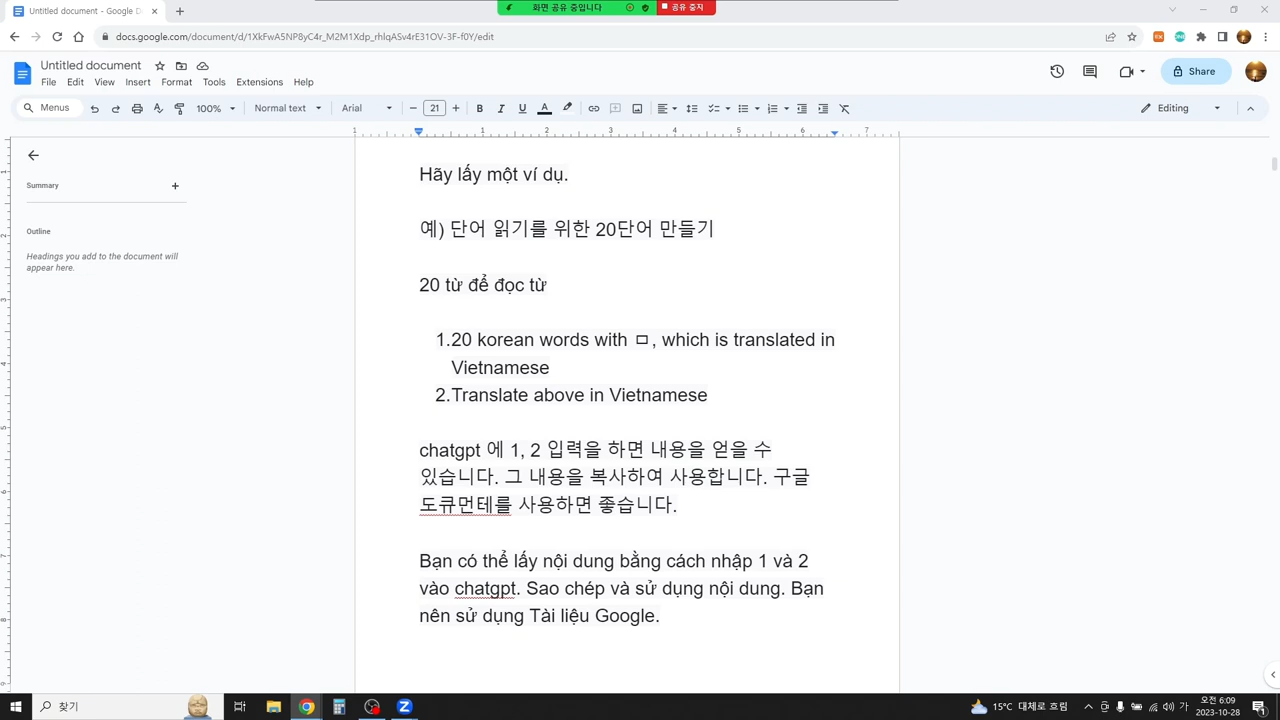 Untitled document - Google D
화면 공유 중입니다
공유 중지
docs.google.com/document/d/1XkFwA5NP8yC4r_M2M1Xdp_rhlqASv4rE31OV-3F-f0Y/edit
Untitled document
File Edit View Insert Format Tools Extensions Help
Share
Menus
100%
Normal text
Arial
21
B I U A
Editing
1 1 2 3 4 5 6 7
Summary
Outline
Headings you add to the document will
appear here.
Hãy lấy một ví dụ.
예) 단어 읽기를 위한 20단어 만들기
20 từ để đọc từ
1.20 korean words with ㅁ, which is translated in
Vietnamese
2.Translate above in Vietnamese
chatgpt 에 1, 2 입력을 하면 내용을 얻을 수
있습니다. 그 내용을 복사하여 사용합니다. 구글
도큐먼테를 사용하면 좋습니다.
Bạn có thể lấy nội dung bằng cách nhập 1 và 2
vào chatgpt. Sao chép và sử dụng nội dung. Bạn
nên sử dụng Tài liệu Google.
찾기
15°C 대체로 흐림
가
오전 6:09
2023-10-28